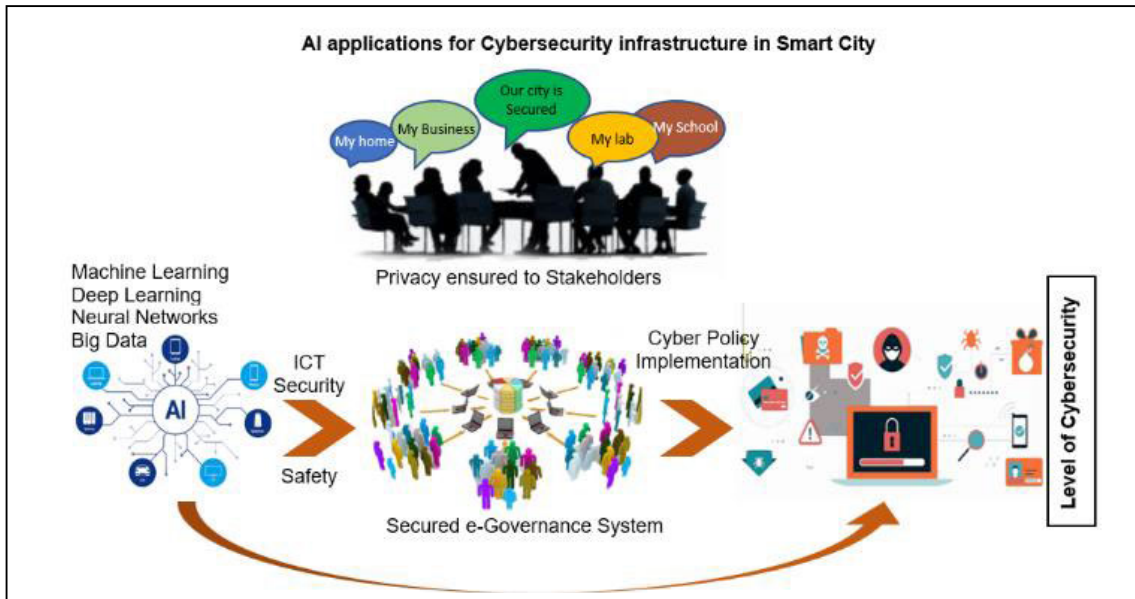 AI applications for Cybersecurity infrastructure in Smart City
Our city is
Secured
My home
My Business
My lab
My School
Privacy ensured to Stakeholders
Machine Learning
Deep Learning
Neural Networks
Big Data
AI
ICT
Security
Safety
Secured e-Governance System
Cyber Policy
Implementation
Level of Cybersecurity